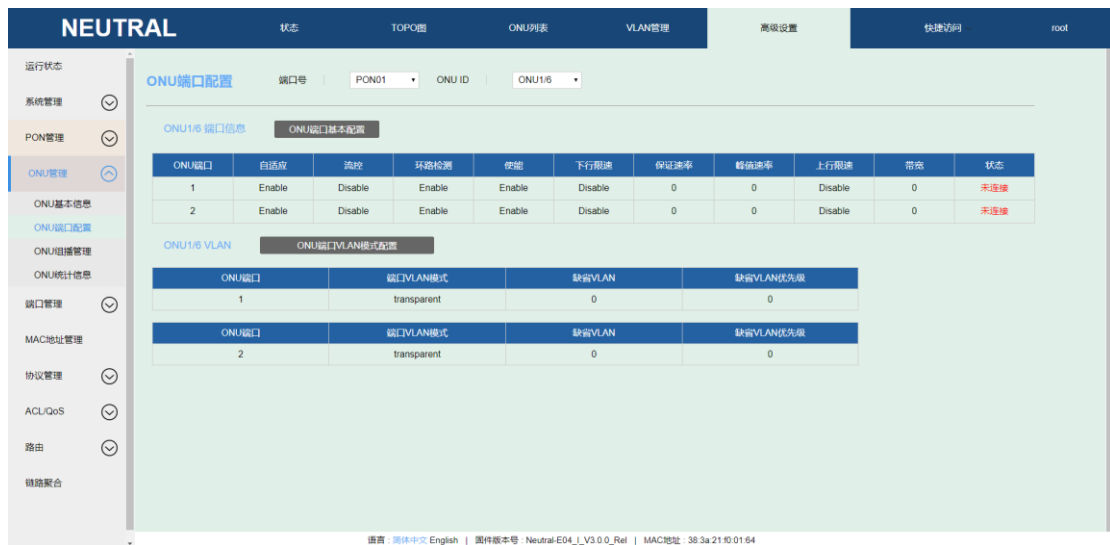 NEUTRAL 状态 TOPO图 ONU列表 VLAN管理 高级设置 快捷访问 root
运行状态
系统管理
PON管理
ONU管理
ONU基本信息
ONU端口配置
ONU组播管理
ONU统计信息
端口管理
MAC地址管理
协议管理
ACL/QoS
路由
链路聚合
ONU端口配置 端口号 PON01 ONU ID ONU1/6
ONU1/6 端口信息 ONU端口基本配置
ONU端口 自适应 流控 环路检测 使能 下行限速 保证速率 峰值速率 上行限速 带宽 状态
1 Enable Disable Enable Enable Disable 0 0 Disable 0 未连接
2 Enable Disable Enable Enable Disable 0 0 Disable 0 未连接
ONU1/6 VLAN ONU端口VLAN模式配置
ONU端口 端口VLAN模式 缺省VLAN 缺省VLAN优先级
1 transparent 0 0
ONU端口 端口VLAN模式 缺省VLAN 缺省VLAN优先级
2 transparent 0 0
语言 : 简体中文 English | 固件版本号 : Neutral-E04_I_V3.0.0_Rel | MAC地址 : 38:3a:21:f0:01:64